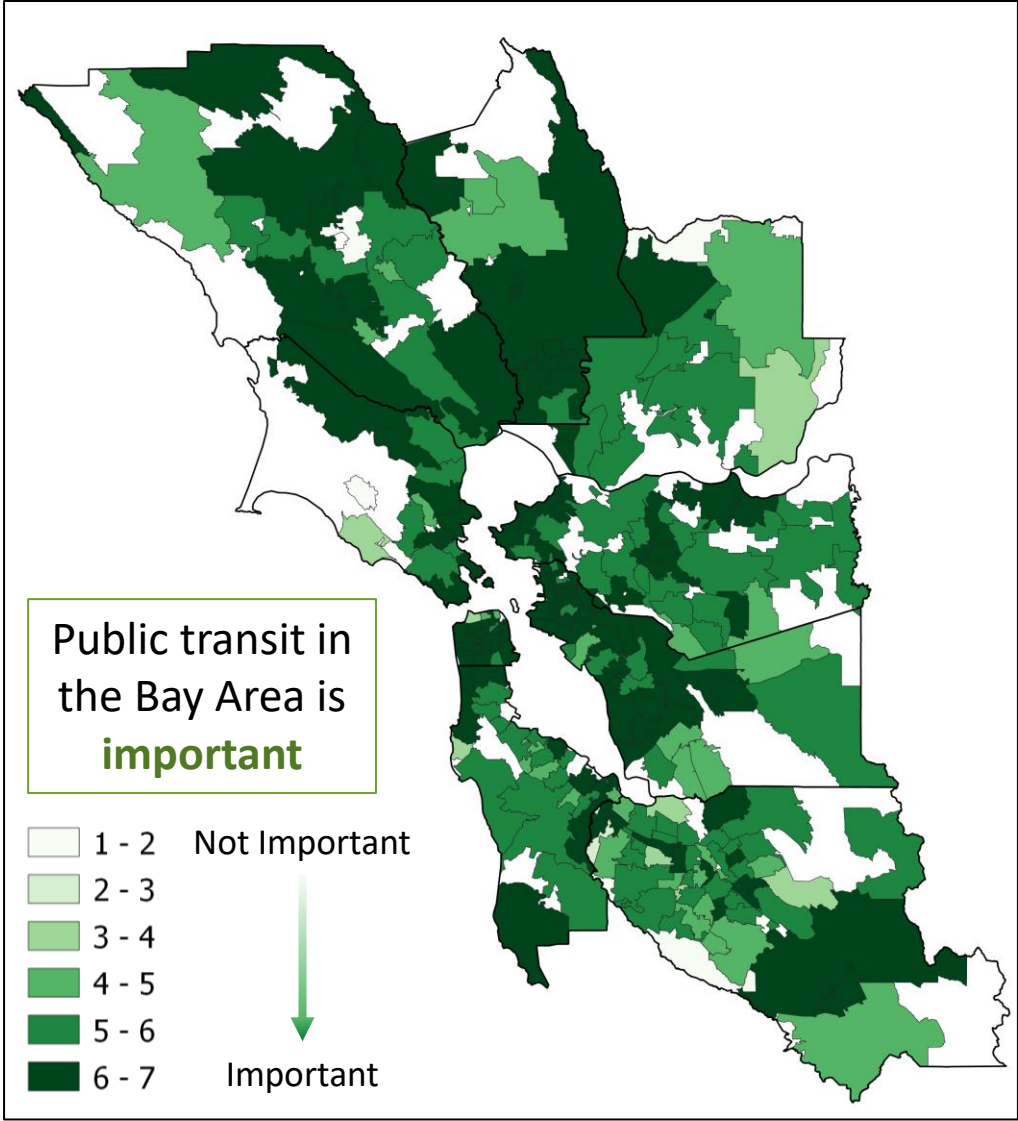 Public transit in
the Bay Area is
important
1 - 2 Not Important
2 - 3
3 - 4
4 - 5
5 - 6
6 - 7 Important